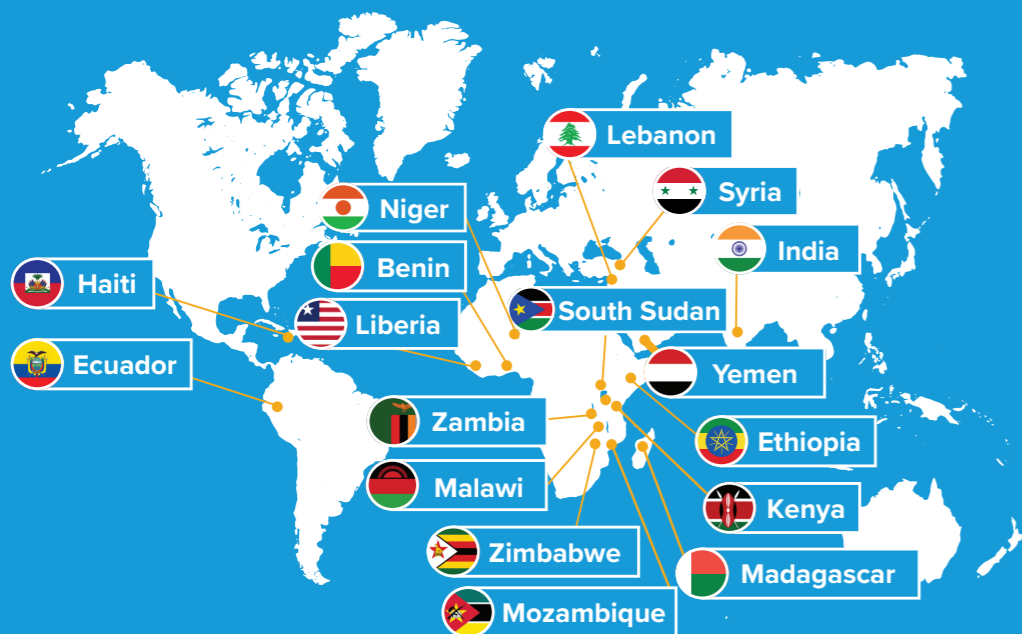 Lebanon
Syria
Niger
India
Benin
Haiti
South Sudan
Liberia
Ecuador
Yemen
Zambia
Ethiopia
Malawi
Kenya
Zimbabwe
Madagascar
Mozambique